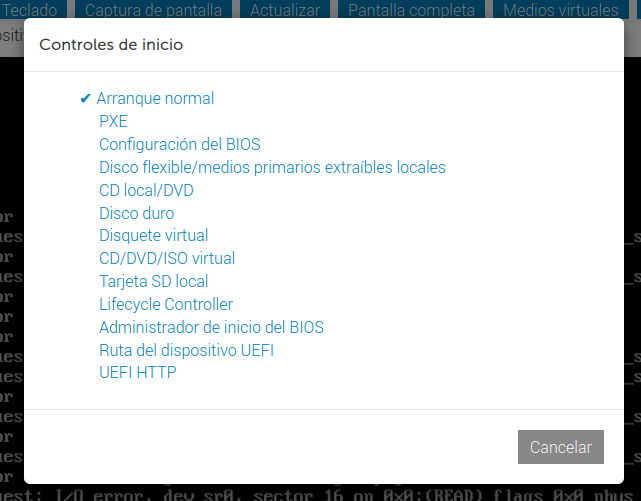 Teclado Captura de pantalla Actualizar Pantalla completa Medios virtuales
Controles de inicio
✔ Arranque normal
PXE
Configuración del BIOS
Disco flexible/medios primarios extraíbles locales
CD local/DVD
Disco duro
Disquete virtual
CD/DVD/ISO virtual
Tarjeta SD local
Lifecycle Controller
Administrador de inicio del BIOS
Ruta del dispositivo UEFI
UEFI HTTP
Cancelar
uest: I/O error, dev sr0, sector 16 op 0x0:(READ) flags 0x0 phus